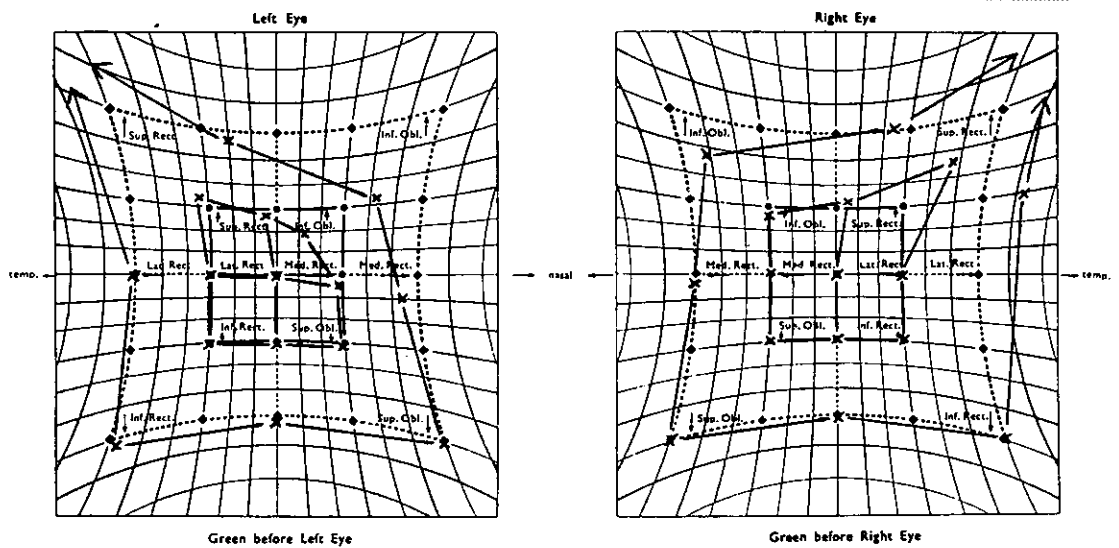 Left Eye
Right Eye
Sup. Rect.
Inf. Obl.
Inf. Obl.
Sup. Rect.
Sup. Rect.
Inf. Obl.
Inf. Obl.
Sup. Rect.
temp.
Lat. Rect.
Lat. Rect.
Med. Rect.
Med. Rect.
nasal
Med. Rect.
Med. Rect.
Lat. Rect.
Lat. Rect.
temp.
Inf. Rect.
Sup. Obl.
Sup. Obl.
Inf. Rect.
Inf. Rect.
Sup. Obl.
Sup. Obl.
Inf. Rect.
Green before Left Eye
Green before Right Eye